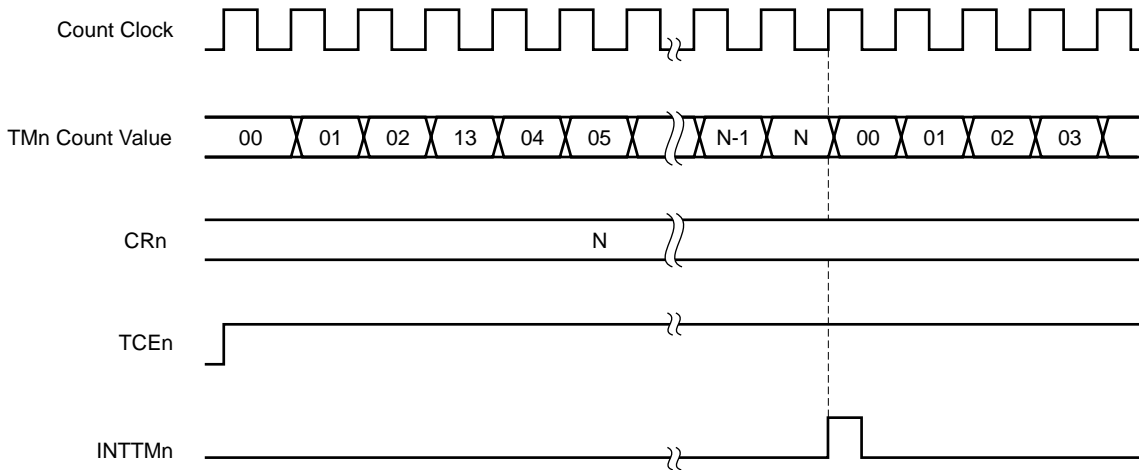 Count Clock
TMn Count Value 00 01 02 13 04 05 N-1 N 00 01 02 03
CRn N
TCEn
INTTMn